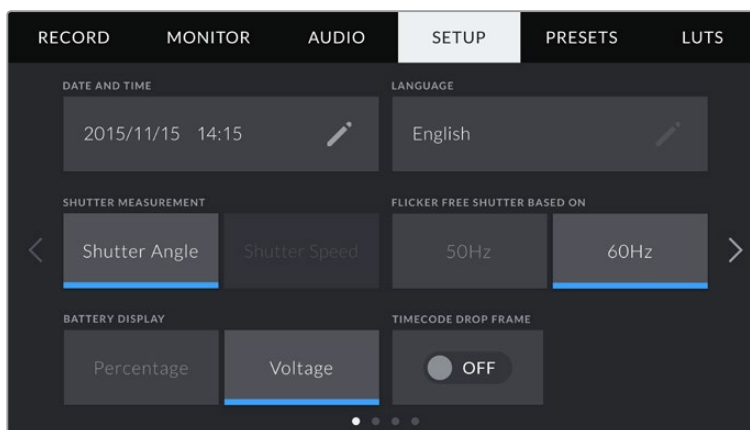 RECORD MONITOR AUDIO SETUP PRESETS LUTS
DATE AND TIME LANGUAGE
2015/11/15 14:15 English
SHUTTER MEASUREMENT FLICKER FREE SHUTTER BASED ON
Shutter Angle Shutter Speed 50Hz 60Hz
BATTERY DISPLAY TIMECODE DROP FRAME
Percentage Voltage OFF